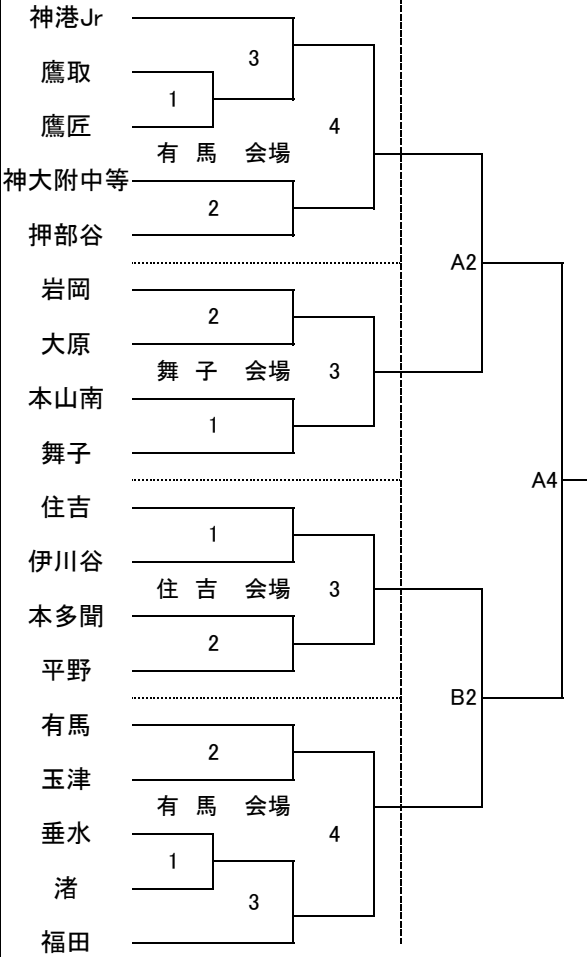 神港Jr
3
鷹取
1
4
鷹匠
有 馬 会場
神大附中等
2
押部谷
A2
岩岡
2
大原
舞 子 会場 3
本山南
1
舞子
A4
住吉
1
伊川谷
住 吉 会場 3
本多聞
2
平野
B2
有馬
2
玉津
有 馬 会場
垂水
4
1
渚
3
福田